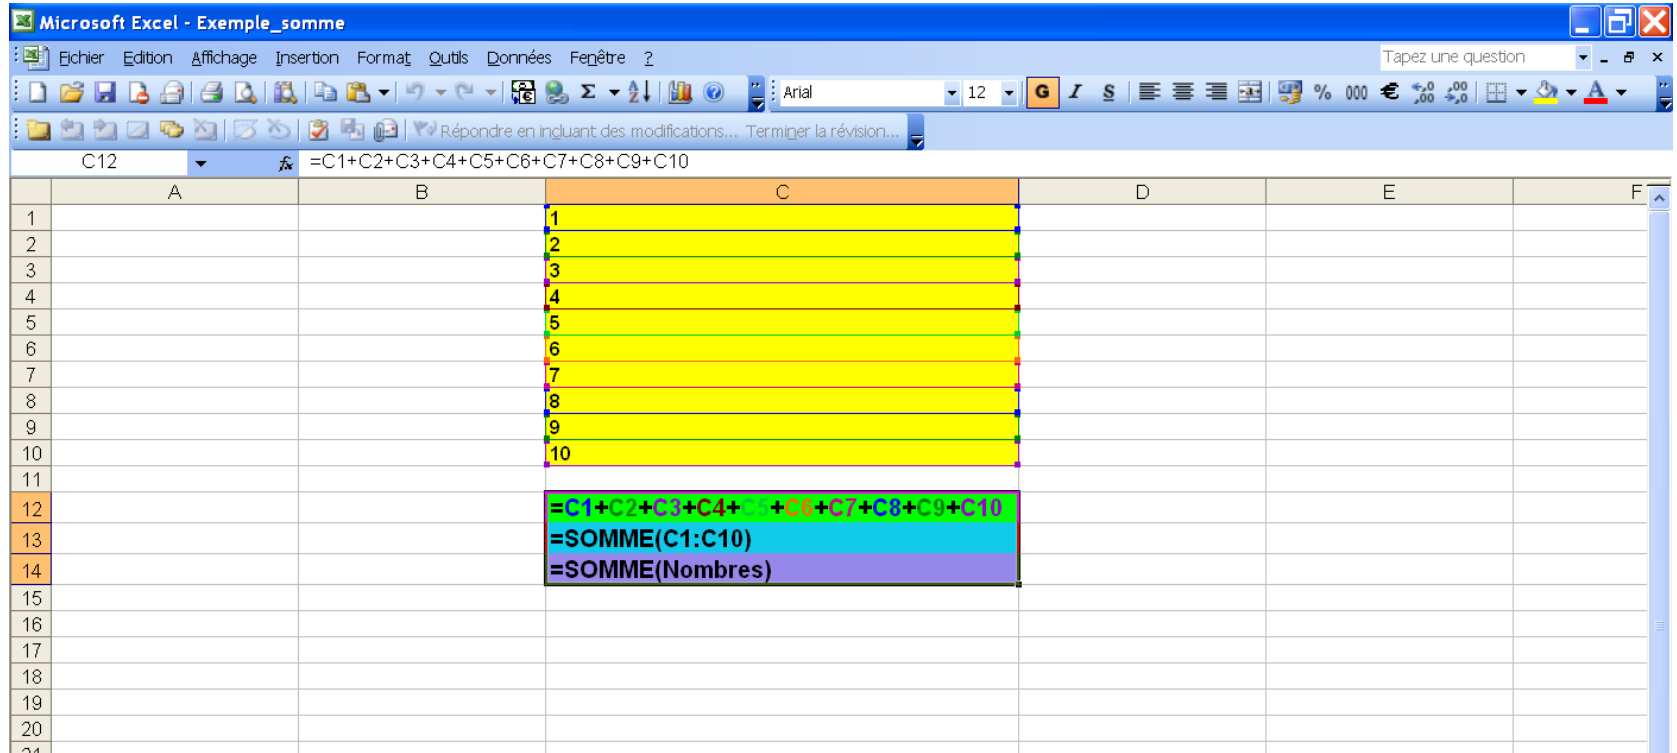 Microsoft Excel - Exemple_somme
Fichier Edition Affichage Insertion Format Outils Données Fenêtre ? Tapez une question
Arial 12 G I S % 000 €
Répondre en incluant des modifications... Terminer la révision...
C12 fx =C1+C2+C3+C4+C5+C6+C7+C8+C9+C10
A B C D E F
1 1
2 2
3 3
4 4
5 5
6 6
7 7
8 8
9 9
10 10
11
12 =C1+C2+C3+C4+C5+C6+C7+C8+C9+C10
13 =SOMME(C1:C10)
14 =SOMME(Nombres)
15
16
17
18
19
20